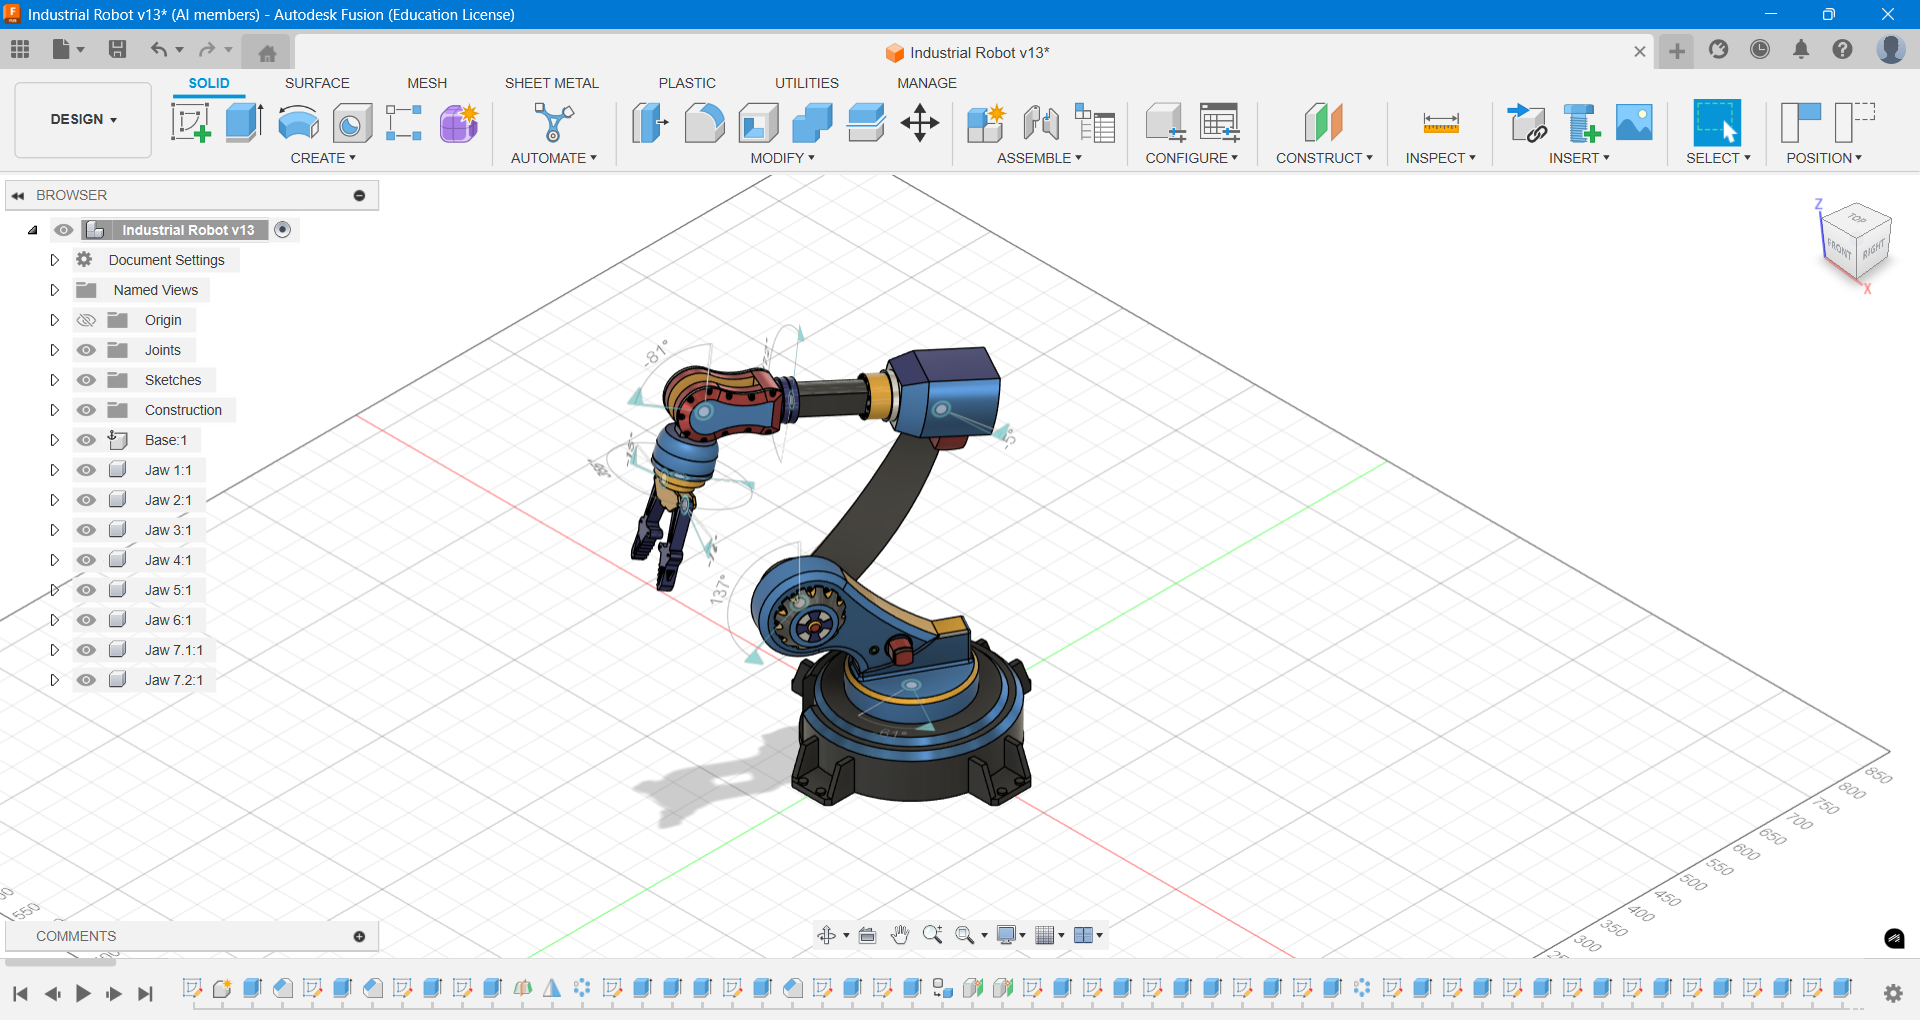 Industrial Robot v13* (AI members) - Autodesk Fusion (Education License)
Industrial Robot v13*
DESIGN
SOLID SURFACE MESH SHEET METAL PLASTIC UTILITIES MANAGE
CREATE AUTOMATE MODIFY ASSEMBLE CONFIGURE CONSTRUCT INSPECT INSERT SELECT POSITION
BROWSER
Industrial Robot v13
Document Settings
Named Views
Origin
Joints
Sketches
Construction
Base:1
Jaw 1:1
Jaw 2:1
Jaw 3:1
Jaw 4:1
Jaw 5:1
Jaw 6:1
Jaw 7.1:1
Jaw 7.2:1
Z
TOP
FRONT
RIGHT
X
-81°
137°
-61°
850
800
750
700
650
600
550
500
450
400
350
300
550
COMMENTS